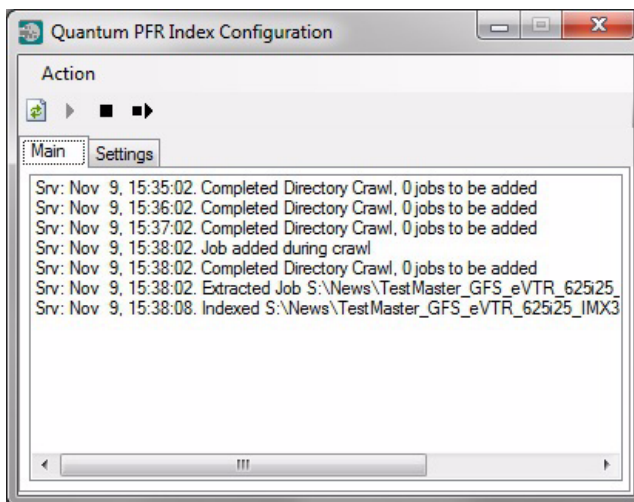 Quantum PFR Index Configuration
Action
Main Settings
Srv: Nov 9, 15:35:02. Completed Directory Crawl, 0 jobs to be added
Srv: Nov 9, 15:36:02. Completed Directory Crawl, 0 jobs to be added
Srv: Nov 9, 15:37:02. Completed Directory Crawl, 0 jobs to be added
Srv: Nov 9, 15:38:02. Job added during crawl
Srv: Nov 9, 15:38:02. Completed Directory Crawl, 0 jobs to be added
Srv: Nov 9, 15:38:02. Extracted Job S:\News\TestMaster_GFS_eVTR_625i25_
Srv: Nov 9, 15:38:08. Indexed S:\News\TestMaster_GFS_eVTR_625i25_IMX3